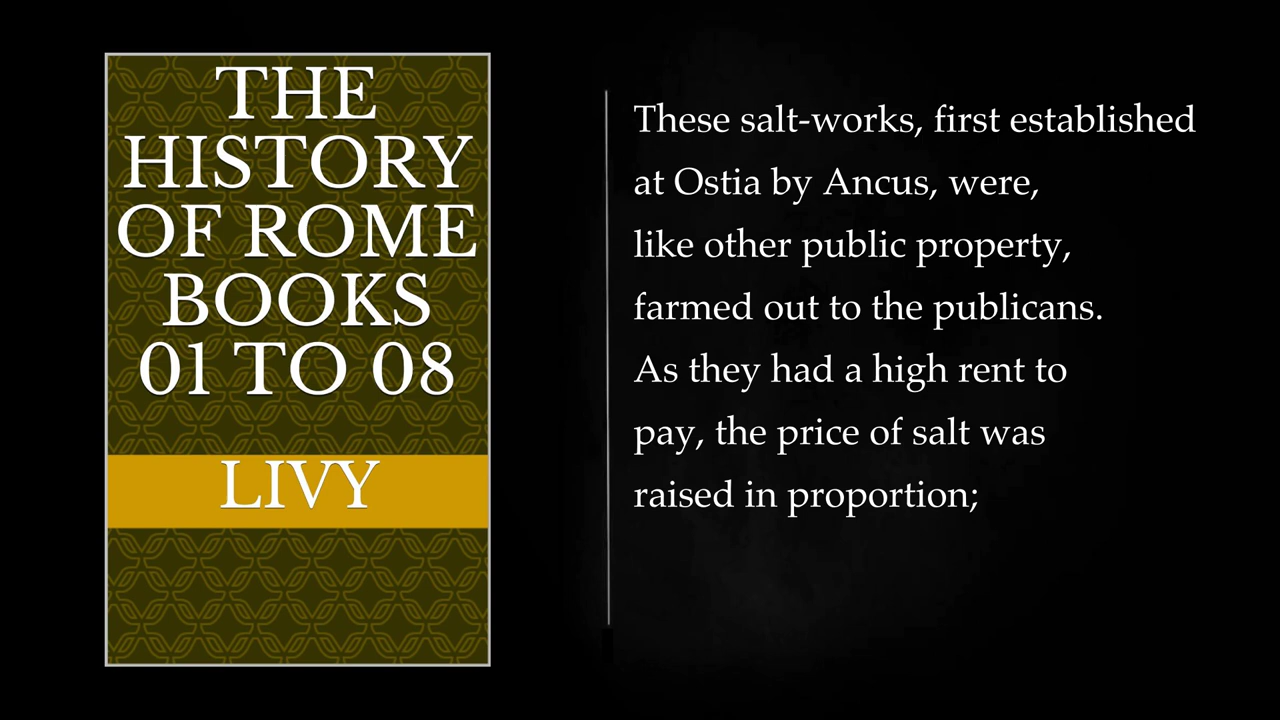 THE
HISTORY
OF ROME
BOOKS
01 TO 08
LIVY
These salt-works, first established
at Ostia by Ancus, were,
like other public property,
farmed out to the publicans.
As they had a high rent to
pay, the price of salt was
raised in proportion;